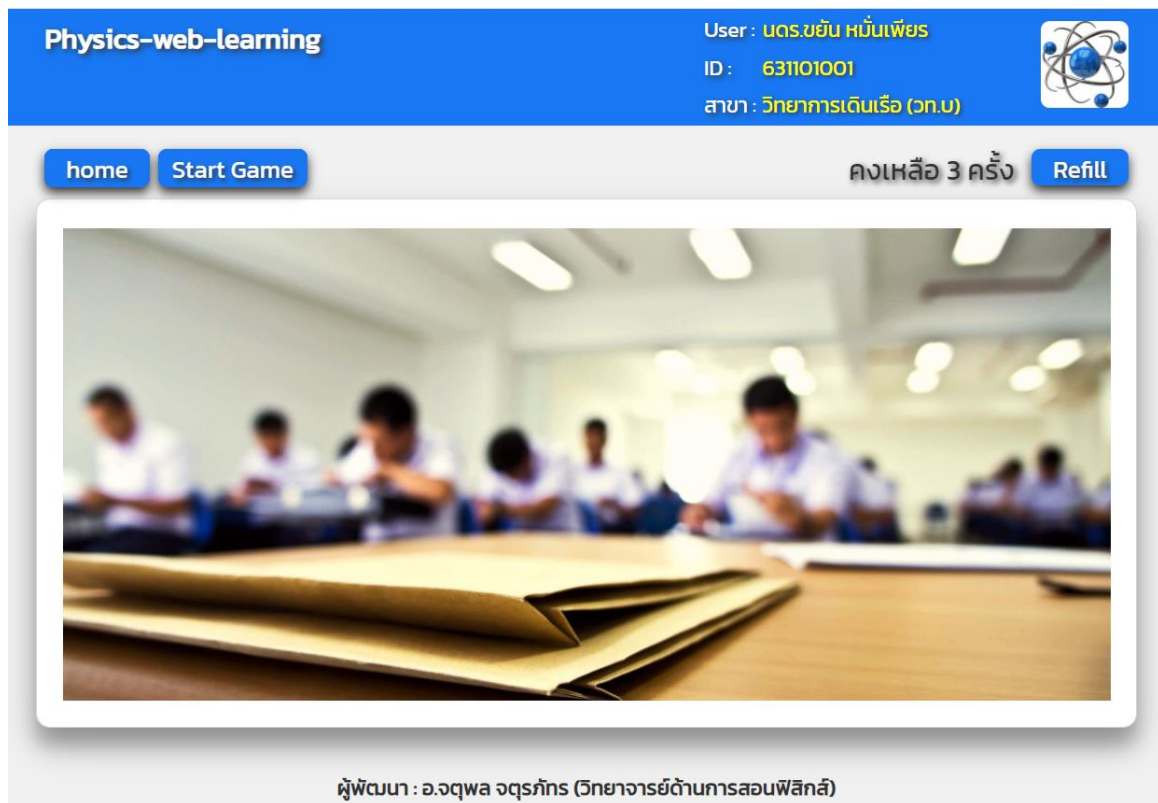 Physics-web-learning
User : นดร.ขยัน หมั่นเพียร
ID : 631101001
สาขา : วิทยาการเดินเรือ (วท.บ)
home Start Game คงเหลือ 3 ครั้ง Refill
ผู้พัฒนา : อ.จตุพล จตุรภัทร (วิทยาจารย์ด้านการสอนฟิสิกส์)